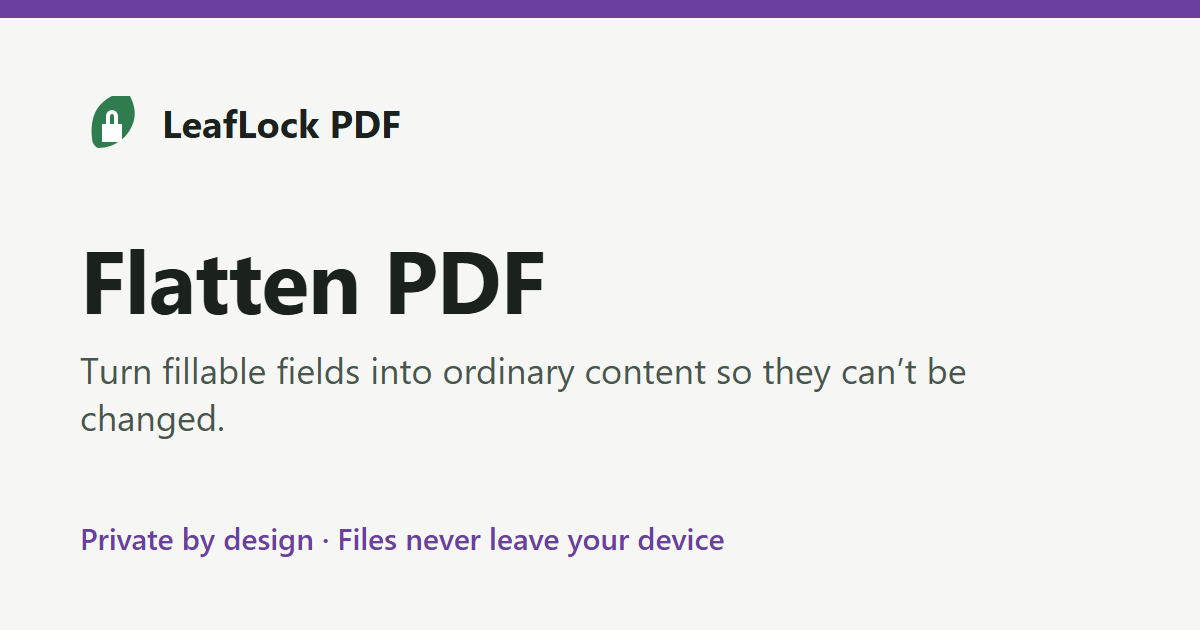 LeafLock PDF
Flatten PDF
Turn fillable fields into ordinary content so they can’t be
changed.
Private by design · Files never leave your device